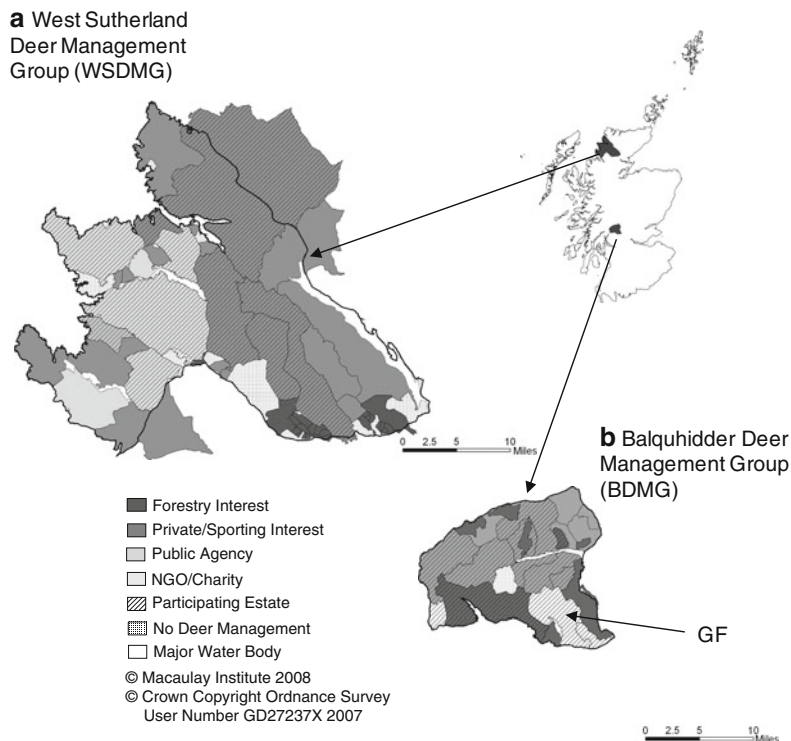 a West Sutherland
Deer Management
Group (WSDMG)
0 2.5 5 10
Miles
b Balquhidder Deer
Management Group
(BDMG)
Forestry Interest
Private/Sporting Interest
Public Agency
NGO/Charity
Participating Estate
No Deer Management
Major Water Body
GF
© Macaulay Institute 2008
© Crown Copyright Ordnance Survey
User Number GD27237X 2007
0 2.5 5 10
Miles